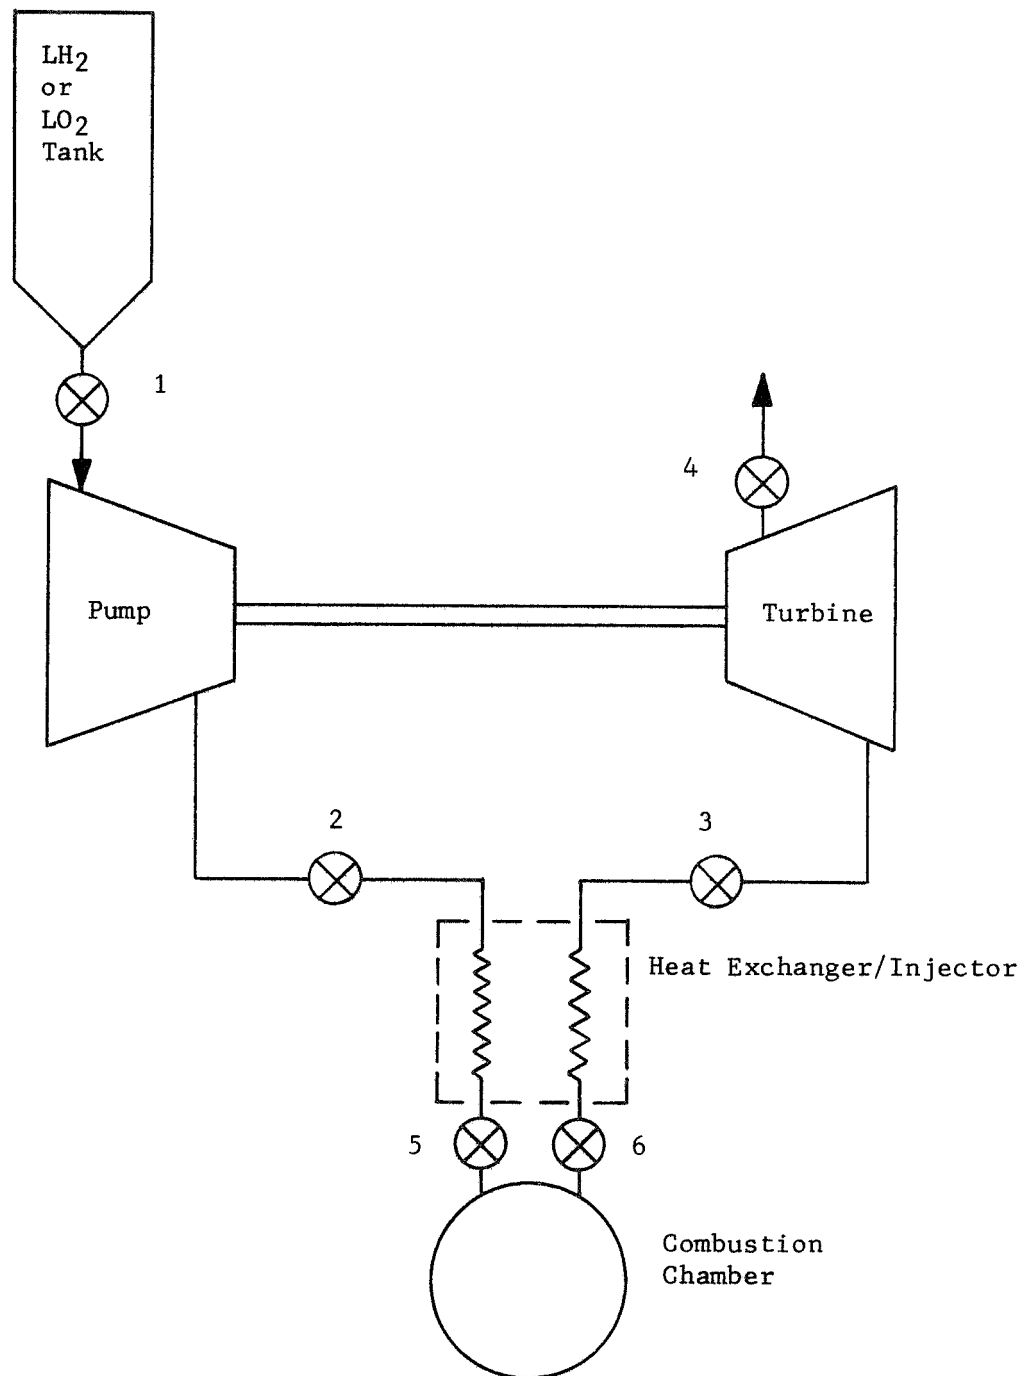 LH2
or
LO2
Tank
1
4
Pump
Turbine
2
3
Heat Exchanger/Injector
5
6
Combustion
Chamber